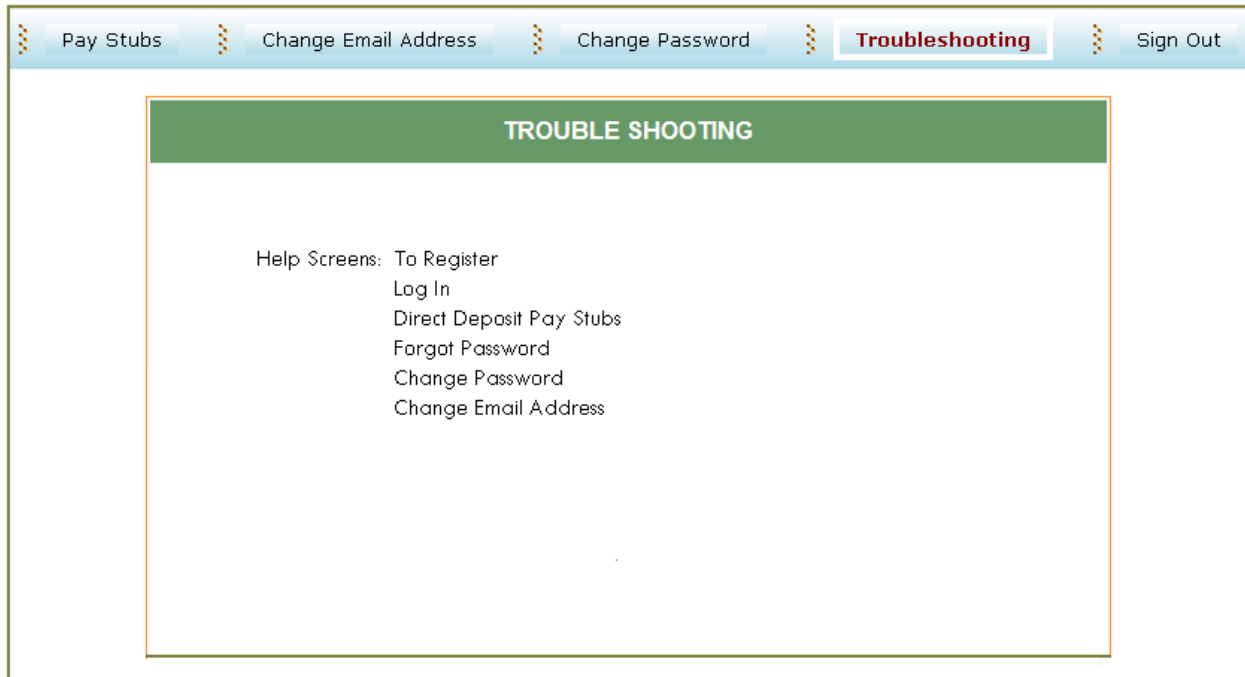 Pay Stubs Change Email Address Change Password Troubleshooting Sign Out
TROUBLE SHOOTING
Help Screens: To Register
Log In
Direct Deposit Pay Stubs
Forgot Password
Change Password
Change Email Address